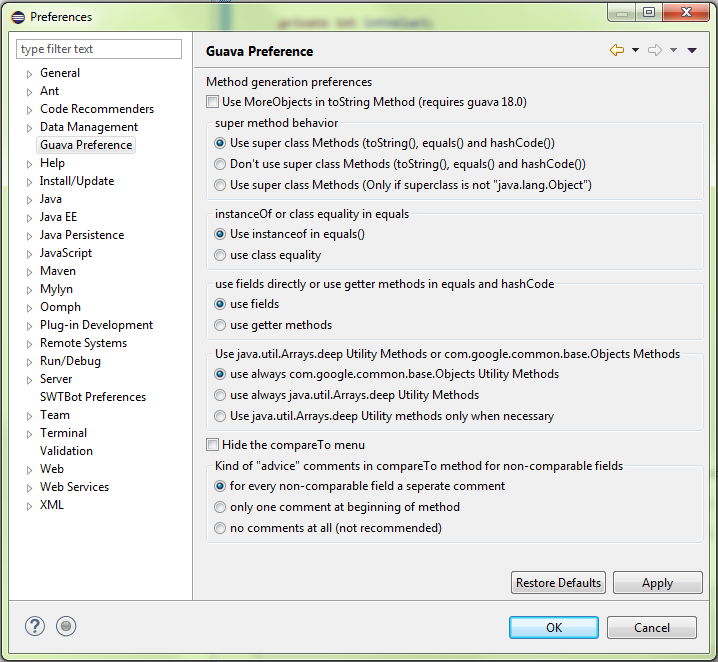 private int intValue;
Preferences
type filter text
General
Ant
Code Recommenders
Data Management
Guava Preference
Help
Install/Update
Java
Java EE
Java Persistence
JavaScript
Maven
Mylyn
Oomph
Plug-in Development
Remote Systems
Run/Debug
Server
SWTBot Preferences
Team
Terminal
Validation
Web
Web Services
XML
Guava Preference
Method generation preferences
Use MoreObjects in toString Method (requires guava 18.0)
super method behavior
Use super class Methods (toString(), equals() and hashCode())
Don't use super class Methods (toString(), equals() and hashCode())
Use super class Methods (Only if superclass is not "java.lang.Object")
instanceOf or class equality in equals
Use instanceof in equals()
use class equality
use fields directly or use getter methods in equals and hashCode
use fields
use getter methods
Use java.util.Arrays.deep Utility Methods or com.google.common.base.Objects Methods
use always com.google.common.base.Objects Utility Methods
use always java.util.Arrays.deep Utility Methods
Use java.util.Arrays.deep Utility methods only when necessary
Hide the compareTo menu
Kind of "advice" comments in compareTo method for non-comparable fields
for every non-comparable field a seperate comment
only one comment at beginning of method
no comments at all (not recommended)
Restore Defaults
Apply
?
OK
Cancel